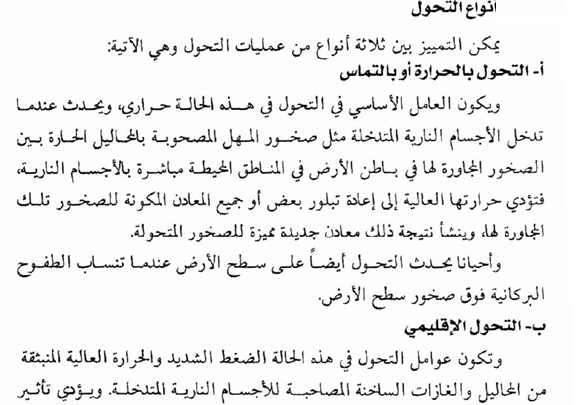 أنواع التحول
يمكن التمييز بين ثلاثة أنواع من عمليات التحول وهي الآتية:
أ- التحول بالحرارة أو بالتماس
ويكون العامل الأساسي في التحول في هذه الحالة حراري، ويحدث عندما
تدخل الأجسام النارية المتدخلة مثل صخور المهل المصحوبة بالمحاليل الحارة بين
الصخور المجاورة لها في باطن الأرض في المناطق المحيطة مباشرة بالأجسام النارية،
فتؤدي حرارتها العالية إلى إعادة تبلور بعض أو جميع المعادن المكونة للصخور تلك
المجاورة لها، وينشأ نتيجة ذلك معادن جديدة مميزة للصخور المتحولة.
وأحيانا يحدث التحول أيضاً على سطح الأرض عندما تنساب الطفوح
البركانية فوق صخور سطح الأرض.
ب- التحول الإقليمي
وتكون عوامل التحول في هذه الحالة الضغط الشديد والحرارة العالية المنبثقة
من المحاليل والغازات الساخنة المصاحبة للأجسام النارية المتدخلة. ويؤدي تأثير